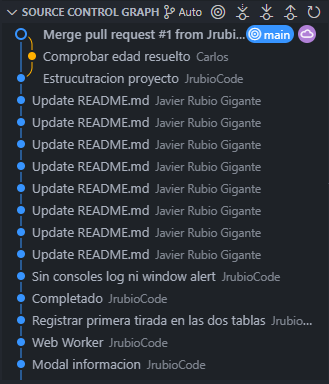 SOURCE CONTROL GRAPH Auto
Merge pull request #1 from Jrubi... main
Comprobar edad resuelto Carlos
Estrucutracion proyecto JrubioCode
Update README.md Javier Rubio Gigante
Update README.md Javier Rubio Gigante
Update README.md Javier Rubio Gigante
Update README.md Javier Rubio Gigante
Update README.md Javier Rubio Gigante
Update README.md Javier Rubio Gigante
Update README.md Javier Rubio Gigante
Update README.md Javier Rubio Gigante
Sin consoles log ni window alert JrubioCode
Completado JrubioCode
Registrar primera tirada en las dos tablas Jrubio...
Web Worker JrubioCode
Modal informacion JrubioCode